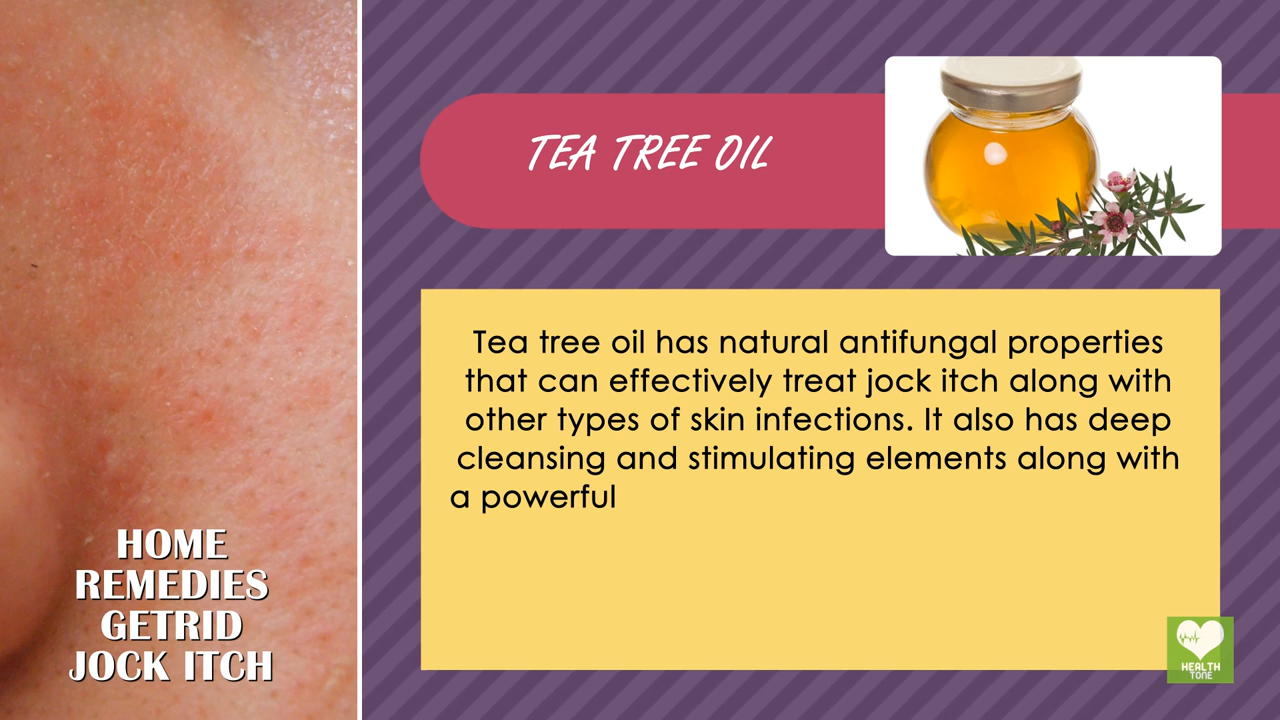 HOME
REMEDIES
GETRID
JOCK ITCH
TEA TREE OIL
Tea tree oil has natural antifungal properties
that can effectively treat jock itch along with
other types of skin infections. It also has deep
cleansing and stimulating elements along with
a powerful
HEALTH
TONE